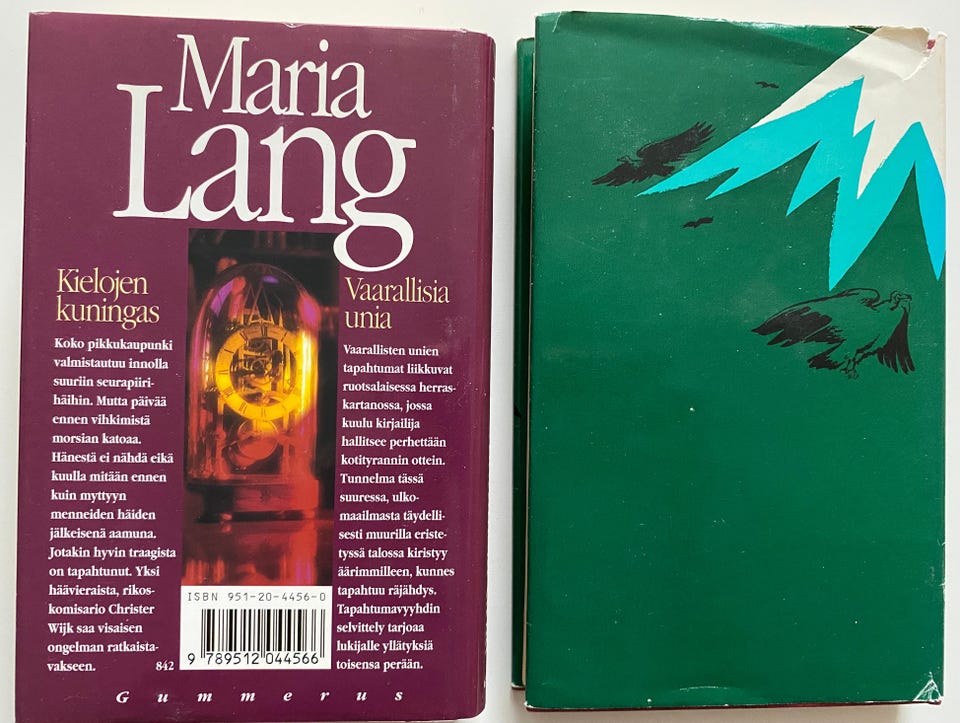 Maria
Lang
Kielojen
kuningas
Koko pikkukaupunki
valmistautuu innolla
suuriin seurapiiri-
häihin. Mutta päivää
ennen vihkimistä
morsian katoaa.
Hänestä ei nähdä eikä
kuulla mitään ennen
kuin myttyyn
menneiden häiden
jälkeisenä aamuna.
Jotakin hyvin traagista
on tapahtunut. Yksi
häävieraista, rikos-
komisario Christer
Wijk saa visaisen
ongelman ratkaista-
vakseen.
842
Vaarallisia
unia
Vaarallisten unien
tapahtumat liikkuvat
ruotsalaisessa herras-
kartanossa, jossa
kuulu kirjailija
hallitsee perhettään
kotityrannin ottein.
Tunnelma tässä
suuressa, ulko-
maailmasta täydelli-
sesti muurilla eriste-
tyssä talossa kiristyy
äärimmilleen, kunnes
tapahtuu räjähdys.
Tapahtumavyyhdin
selvittely tarjoaa
lukijalle yllätyksiä
toisensa perään.
ISBN 951-20-4456-0
9 789512 044566
Gummerus